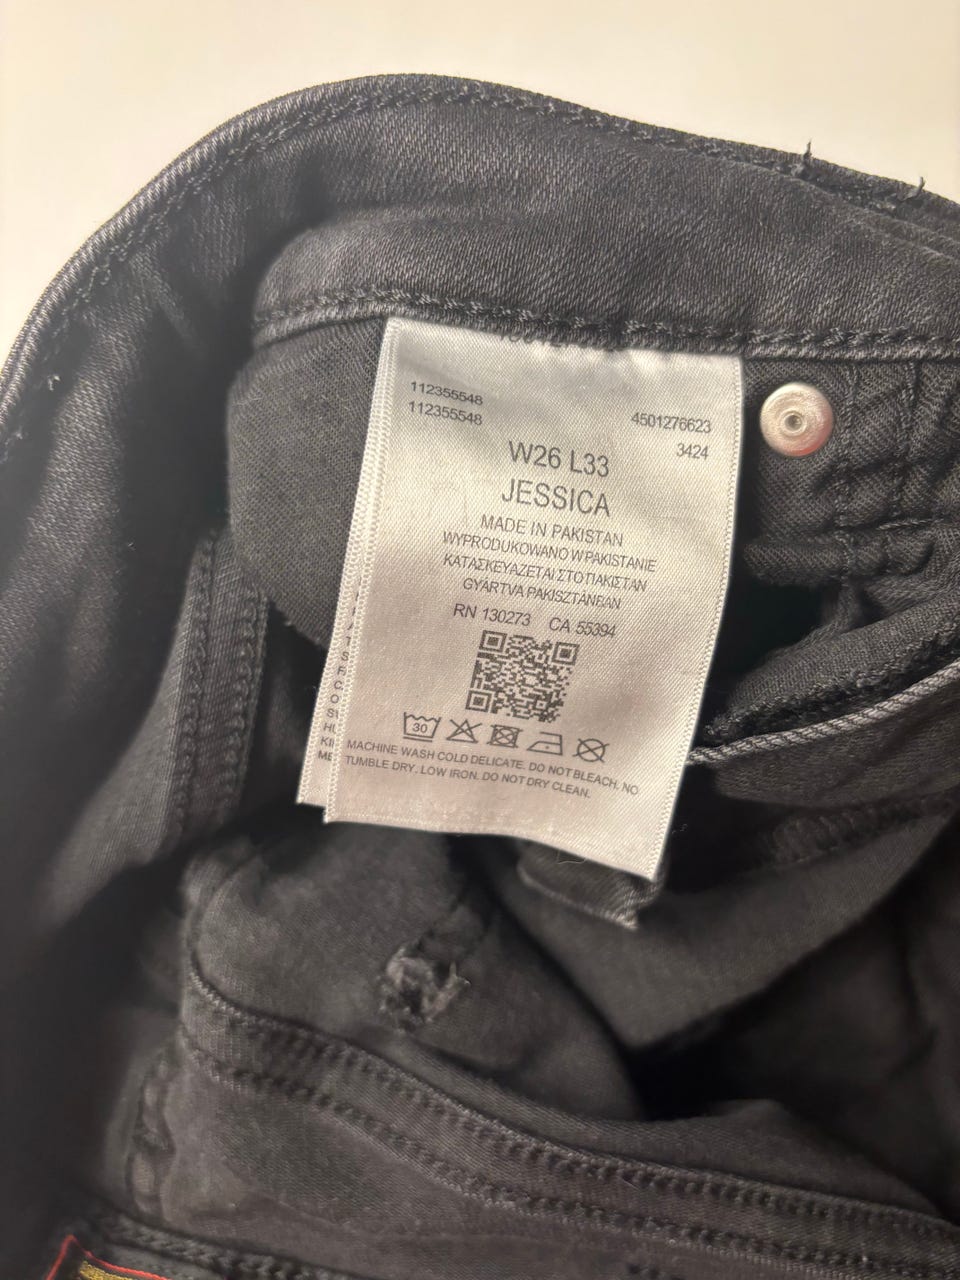 112355548
112355548
4501276623
3424
W26 L33
JESSICA
MADE IN PAKISTAN
WYPRODUKOWANO W PAKISTANIE
ΚΑΤΑΣΚΕΥΑΖΕΤΑΙ ΣΤΟ ΠΑΚΙΣΤΑΝ
GYÁRTVA PAKISZTÁNBAN
RN 130273 CA 55394
30
MACHINE WASH COLD DELICATE. DO NOT BLEACH. NO
TUMBLE DRY. LOW IRON. DO NOT DRY CLEAN.